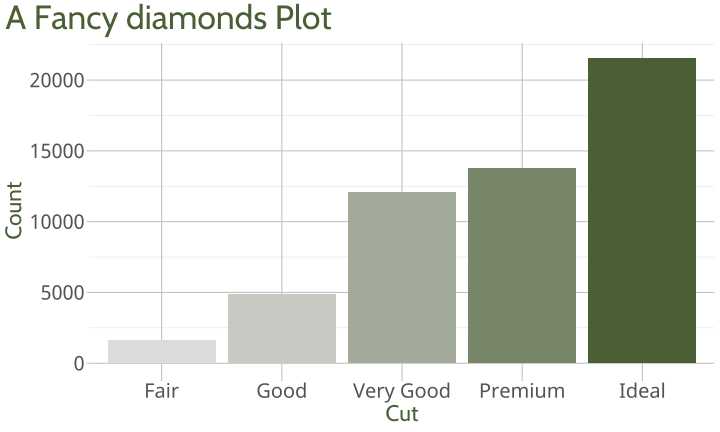 A Fancy diamonds Plot
Count
20000
15000
10000
5000
0
Fair Good Very Good Premium Ideal
Cut